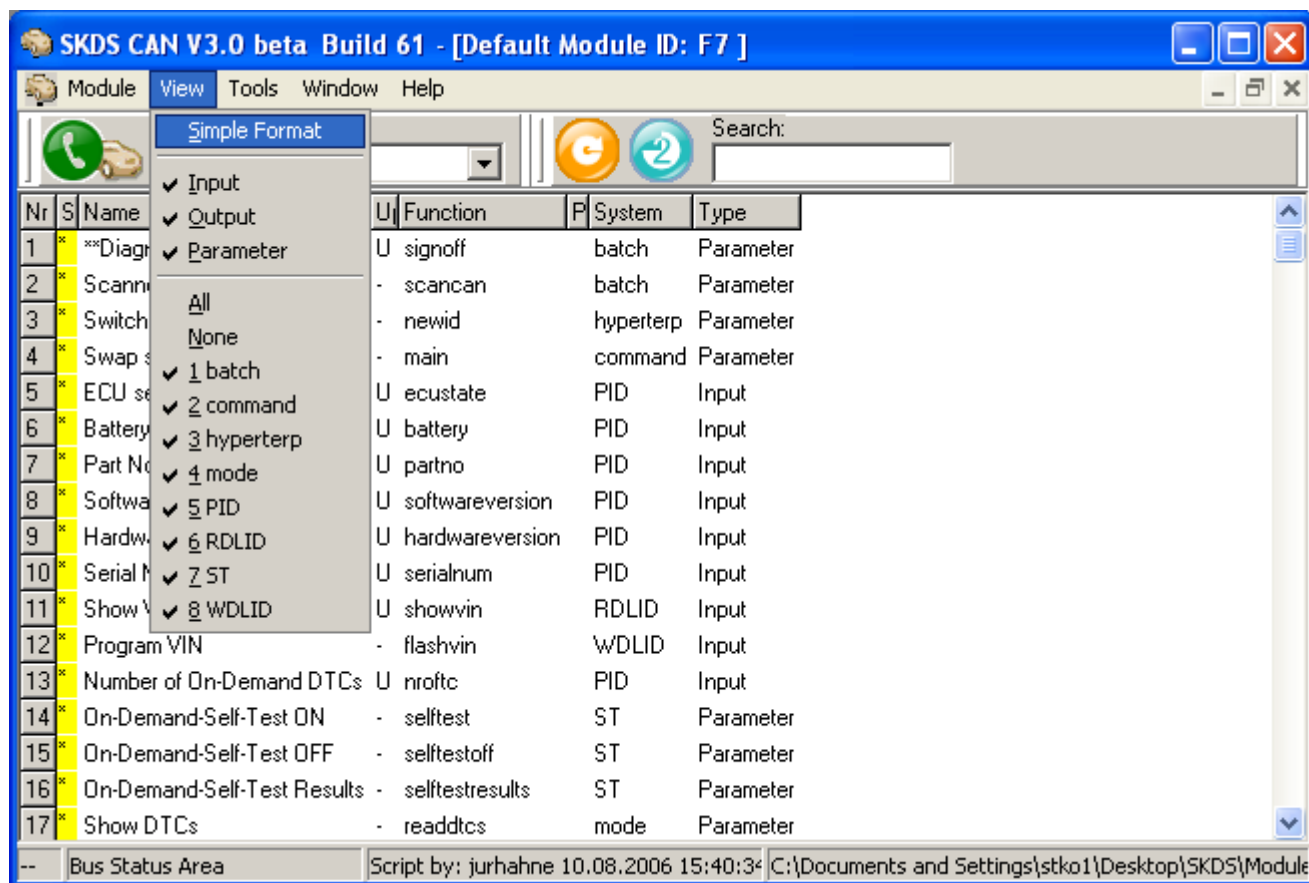 SKDS CAN V3.0 beta Build 61 - [Default Module ID: F7 ]
Module View Tools Window Help
Simple Format
Input
Output
Parameter
All
None
1 batch
2 command
3 hyperterp
4 mode
5 PID
6 RDLID
7 ST
8 WDLID
2 Search:
Nr S Name U Function P System Type
1 * **Diagn U signoff batch Parameter
2 * Scann - scancan batch Parameter
3 * Switch - newid hyperterp Parameter
4 * Swap s - main command Parameter
5 * ECU se U ecustate PID Input
6 * Battery U battery PID Input
7 * Part No U partno PID Input
8 * Softwa U softwareversion PID Input
9 * Hardw U hardwareversion PID Input
10 * Serial U serialnum PID Input
11 * Show U showvin RDLID Input
12 * Program VIN - flashvin WDLID Input
13 * Number of On-Demand DTCs U nroftc PID Input
14 * On-Demand-Self-Test ON - selftest ST Parameter
15 * On-Demand-Self-Test OFF - selftestoff ST Parameter
16 * On-Demand-Self-Test Results - selftestresults ST Parameter
17 * Show DTCs - readdtcs mode Parameter
-- Bus Status Area Script by: jurhahne 10.08.2006 15:40:34 C:\Documents and Settings\stko1\Desktop\SKDS\Module